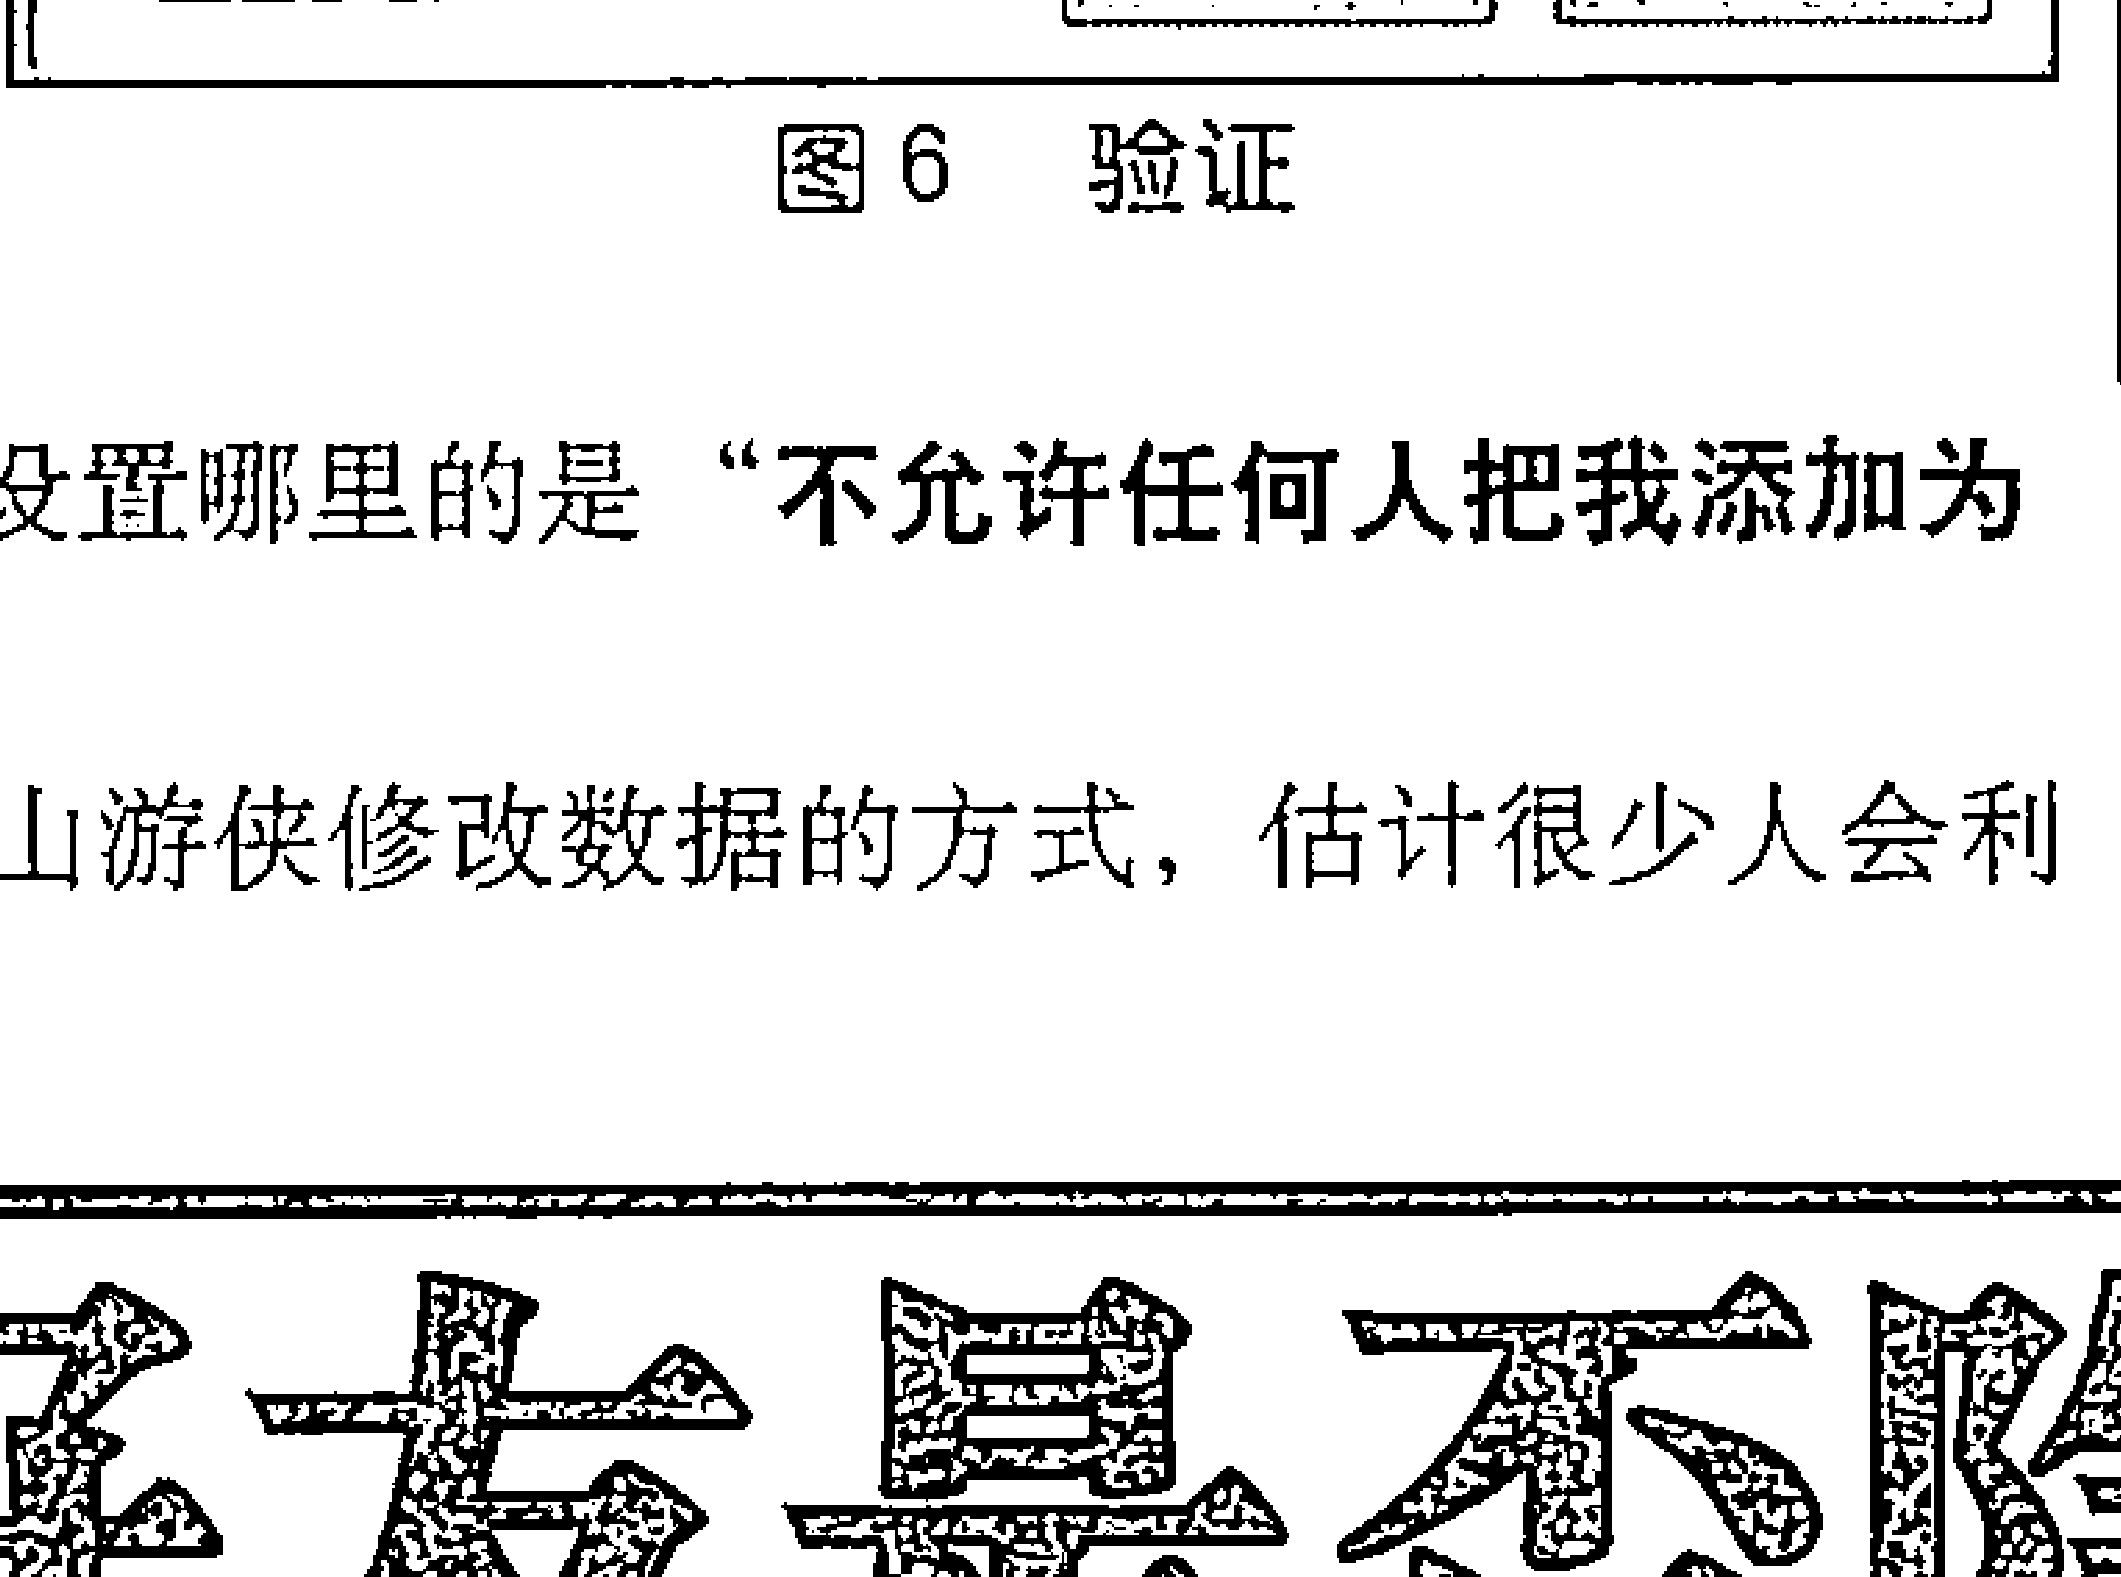 图6 验证
设置哪里的是“不允许任何人把我添加为
山游侠修改数据的方式，估计很少人会利